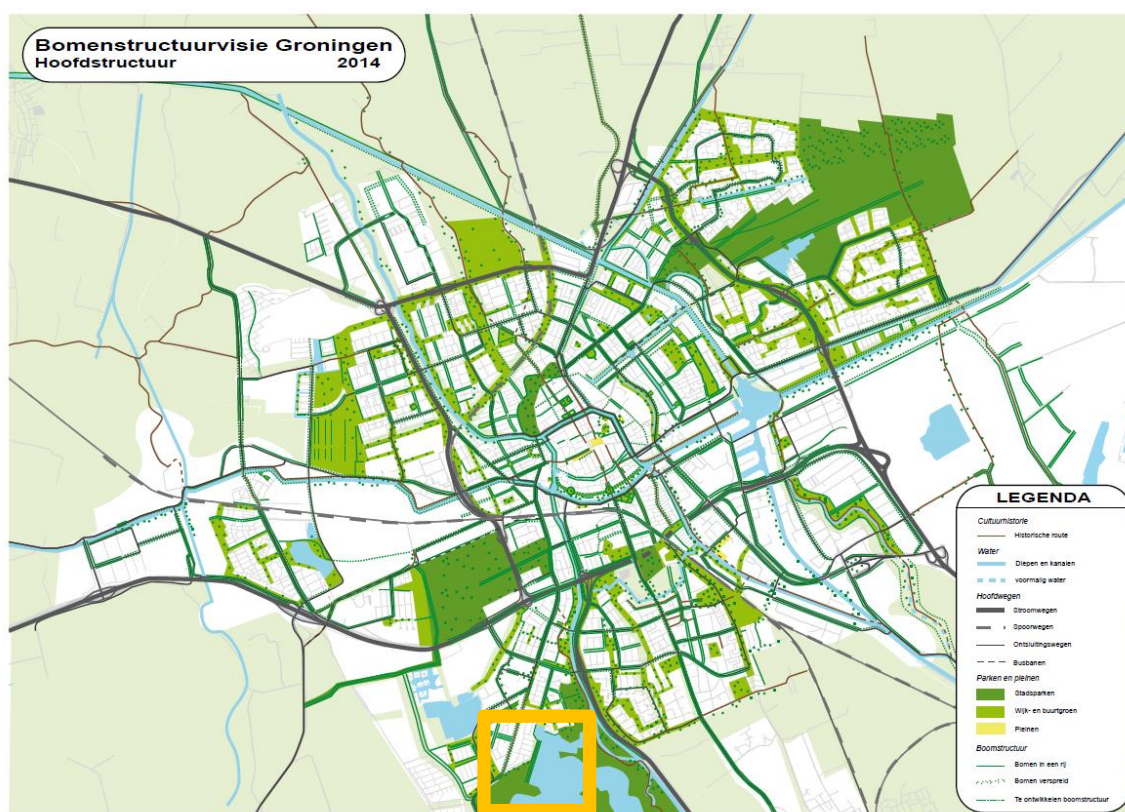 Bomenstructuurvisie Groningen
Hoofdstructuur 2014
LEGENDA
Cultuurhistorie
Historische route
Water
Diepen en kanalen
voormalig water
Hoofdwegen
Stroomwegen
Spoorwegen
Ontsluitingswegen
Busbanen
Parken en pleinen
Stadsparken
Wijk- en buurtgroen
Pleinen
Boomstructuur
Bomen in een rij
Bomen verspreid
Te ontwikkelen boomstructuur